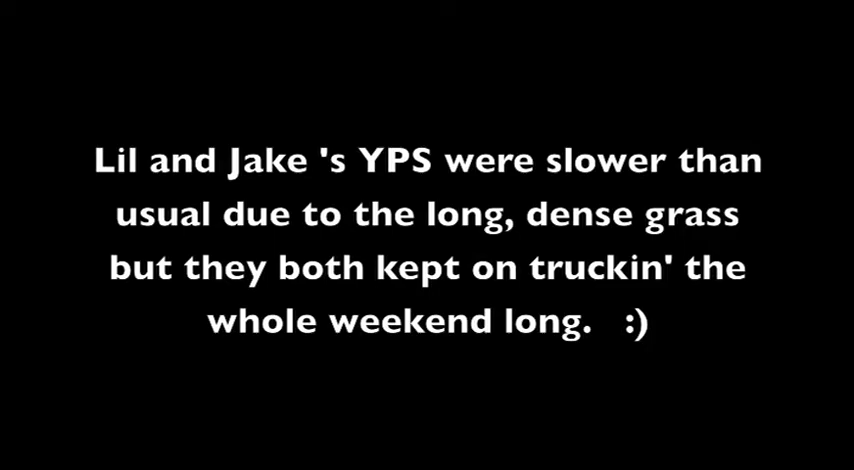 Lil and Jake 's YPS were slower than
usual due to the long, dense grass
but they both kept on truckin' the
whole weekend long.   :)